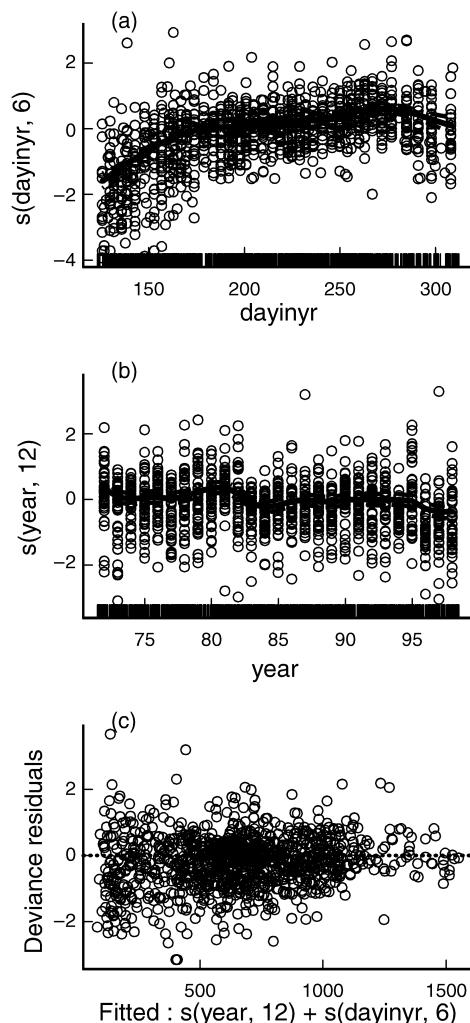 (a)
2
0
−2
−4
s(dayinyr, 6)
150 200 250 300
dayinyr
(b)
2
0
−2
s(year, 12)
75 80 85 90 95
year
(c)
2
0
−2
Deviance residuals
500 1000 1500
Fitted : s(year, 12) + s(dayinyr, 6)